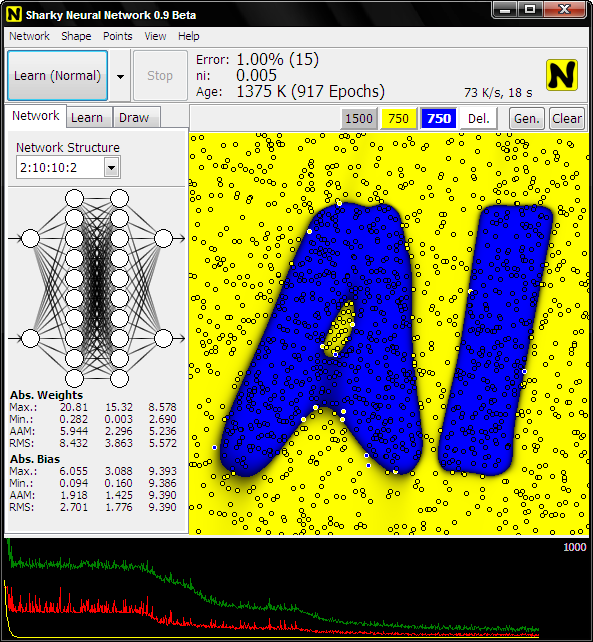 N Sharky Neural Network 0.9 Beta
Network Shape Points View Help
Learn (Normal) Stop
Error: 1.00% (15)
ni: 0.005
Age: 1375 K (917 Epochs)
73 K/s, 18 s
N
Network Learn Draw
1500 750 750 Del. Gen. Clear
Network Structure
2:10:10:2
Abs. Weights
Max.: 20.81 15.32 8.578
Min.: 0.282 0.003 2.690
AAM: 5.944 2.296 5.236
RMS: 8.432 3.863 5.572
Abs. Bias
Max.: 6.055 3.088 9.393
Min.: 0.094 0.160 9.386
AAM: 1.918 1.425 9.390
RMS: 2.701 1.776 9.390
AI
1000